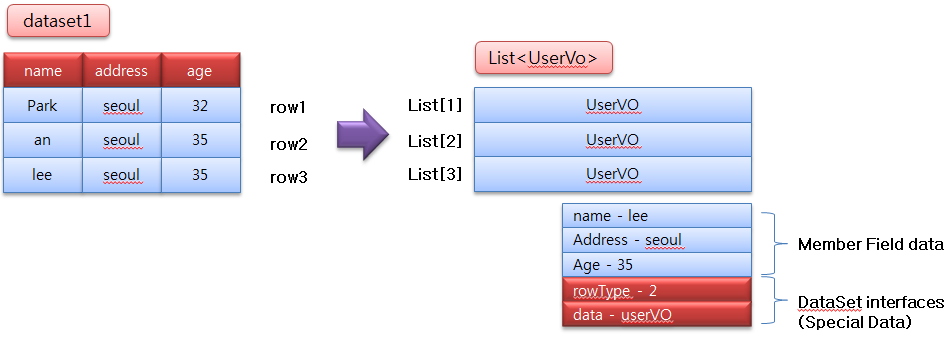 dataset1
List<UserVo>
name address age
Park seoul 32 row1
an seoul 35 row2
lee seoul 35 row3
List[1] UserVO
List[2] UserVO
List[3] UserVO
name - lee
Address - seoul
Age - 35
Member Field data
rowType - 2
data - userVO
DataSet interfaces
(Special Data)